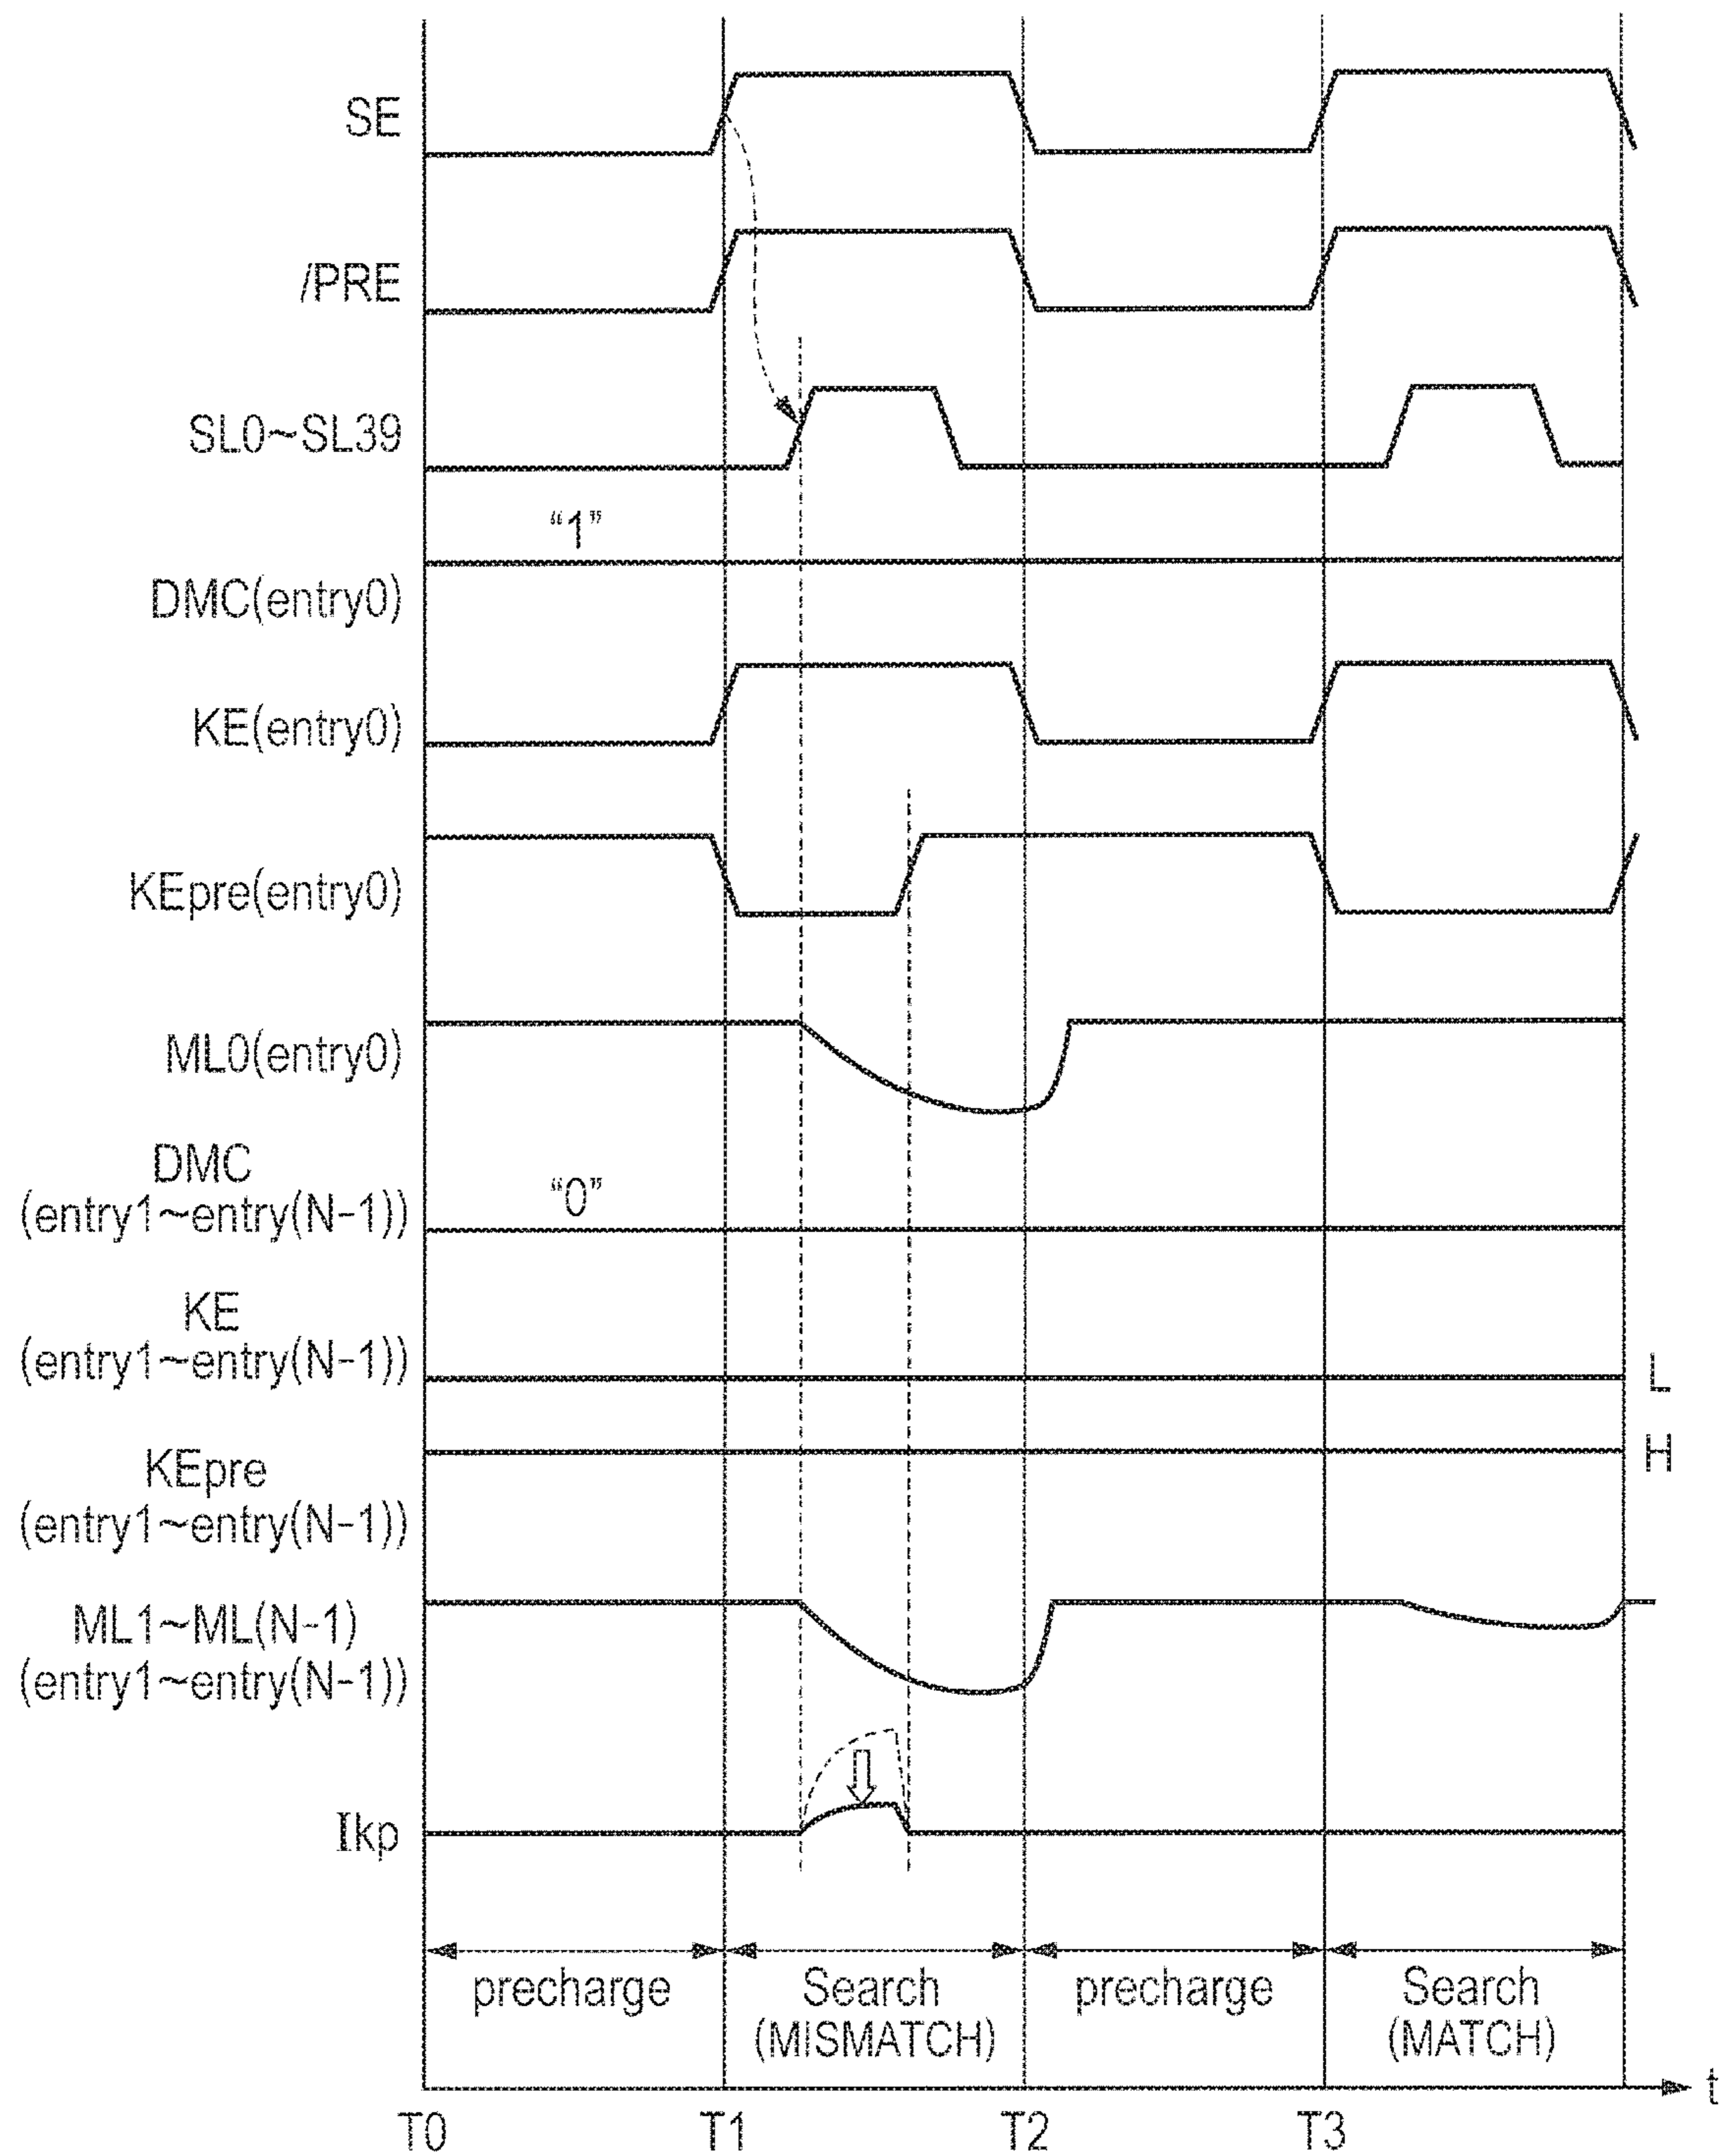 SE
/PRE
SL0~SL39
“1”
DMC(entry0)
KE(entry0)
KEpre(entry0)
ML0(entry0)
DMC
(entry1~entry(N-1))
“0”
KE
(entry1~entry(N-1))
L
KEpre
(entry1~entry(N-1))
H
ML1~ML(N-1)
(entry1~entry(N-1))
Ikp
precharge
Search
(MISMATCH)
precharge
Search
(MATCH)
t
T0
T1
T2
T3